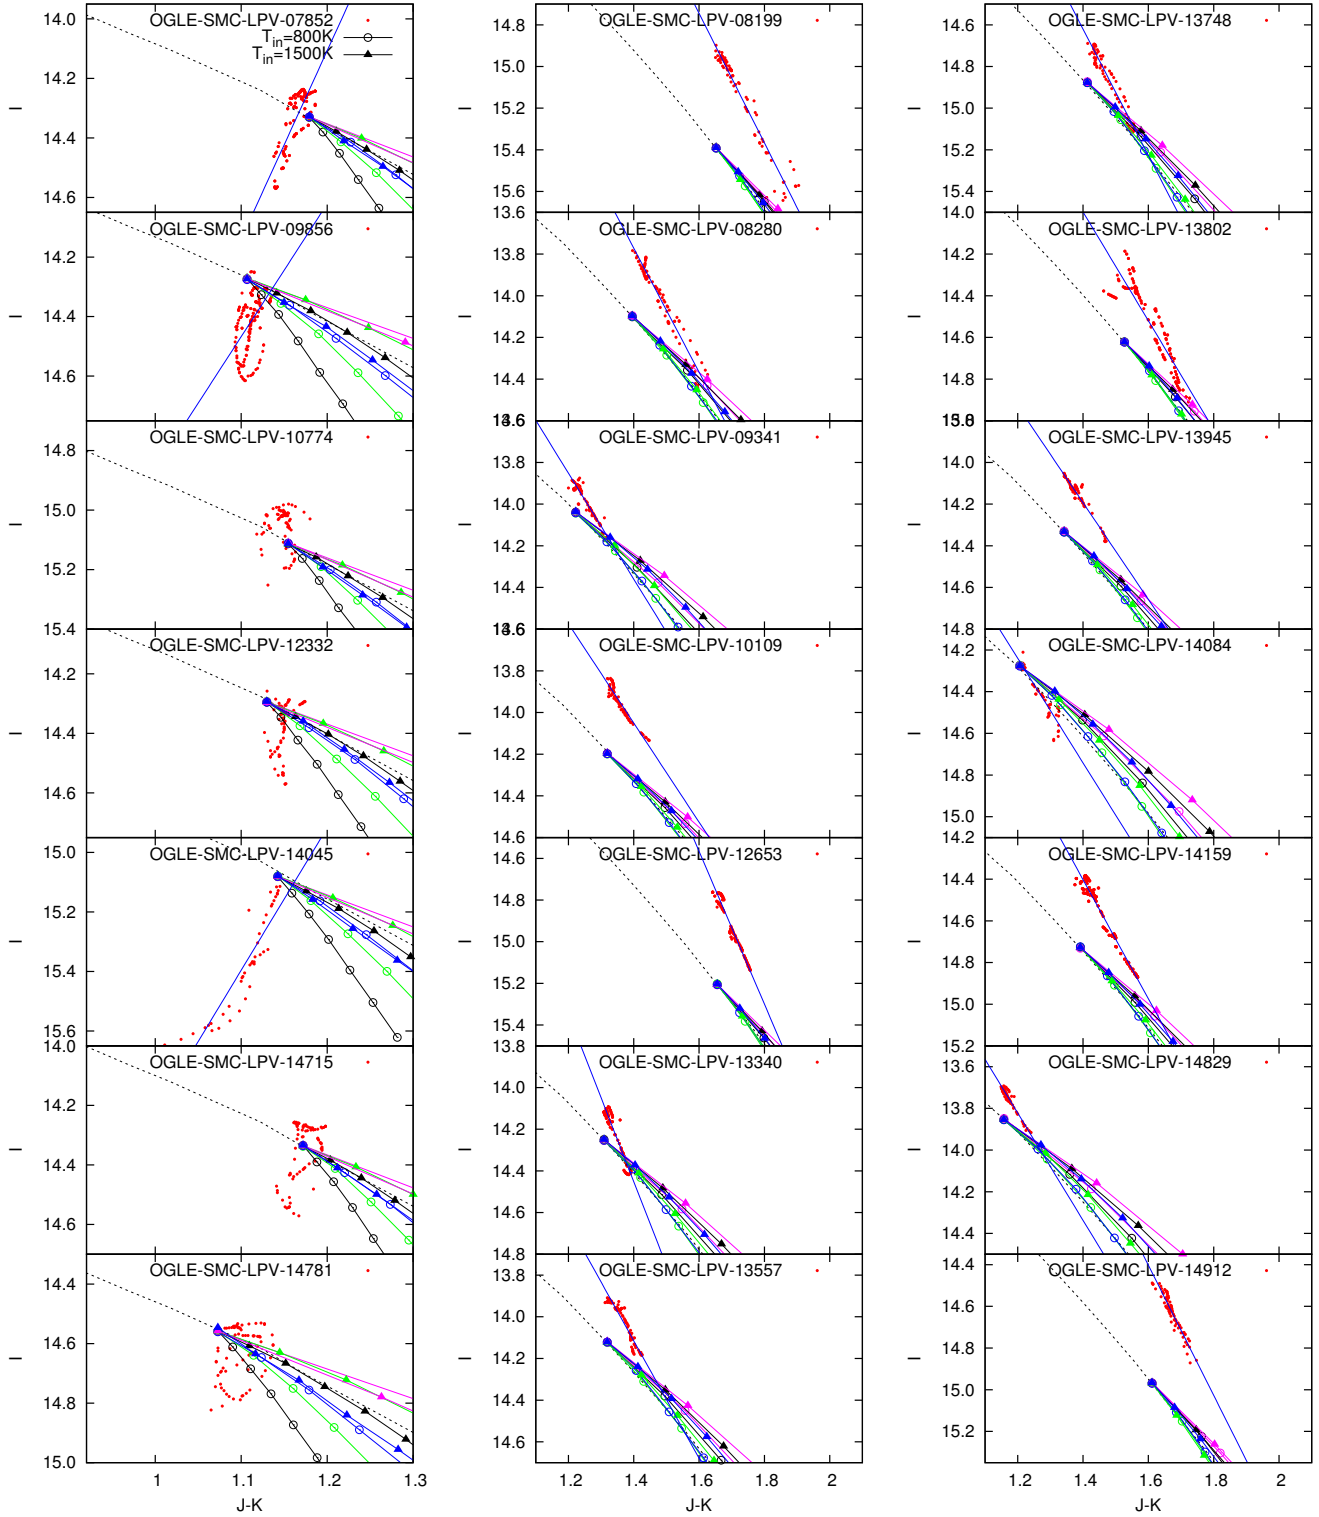 OGLE-SMC-LPV-07852
T_in=800K
T_in=1500K
14.0
14.2
14.4
14.6
I
OGLE-SMC-LPV-09856
14.2
14.4
14.6
I
OGLE-SMC-LPV-10774
14.8
15.0
15.2
15.4
I
OGLE-SMC-LPV-12332
14.2
14.4
14.6
I
OGLE-SMC-LPV-14045
15.0
15.2
15.4
15.6
I
OGLE-SMC-LPV-14715
14.0
14.2
14.4
14.6
I
OGLE-SMC-LPV-14781
14.4
14.6
14.8
15.0
I
1
1.1
1.2
1.3
J-K
OGLE-SMC-LPV-08199
14.8
15.0
15.2
15.4
15.6
I
OGLE-SMC-LPV-08280
13.6
13.8
14.0
14.2
14.4
I
OGLE-SMC-LPV-09341
13.6
13.8
14.0
14.2
14.4
I
OGLE-SMC-LPV-10109
13.6
13.8
14.0
14.2
14.4
14.6
I
OGLE-SMC-LPV-12653
14.6
14.8
15.0
15.2
15.4
I
OGLE-SMC-LPV-13340
13.8
14.0
14.2
14.4
14.6
14.8
I
OGLE-SMC-LPV-13557
13.8
14.0
14.2
14.4
14.6
I
1.2
1.4
1.6
1.8
2
J-K
OGLE-SMC-LPV-13748
14.6
14.8
15.0
15.2
15.4
I
OGLE-SMC-LPV-13802
14.0
14.2
14.4
14.6
14.8
I
OGLE-SMC-LPV-13945
14.0
14.2
14.4
14.6
14.8
I
OGLE-SMC-LPV-14084
14.2
14.4
14.6
14.8
15.0
I
OGLE-SMC-LPV-14159
14.2
14.4
14.6
14.8
15.0
15.2
I
OGLE-SMC-LPV-14829
13.6
13.8
14.0
14.2
14.4
I
OGLE-SMC-LPV-14912
14.4
14.6
14.8
15.0
15.2
I
1.2
1.4
1.6
1.8
2
J-K